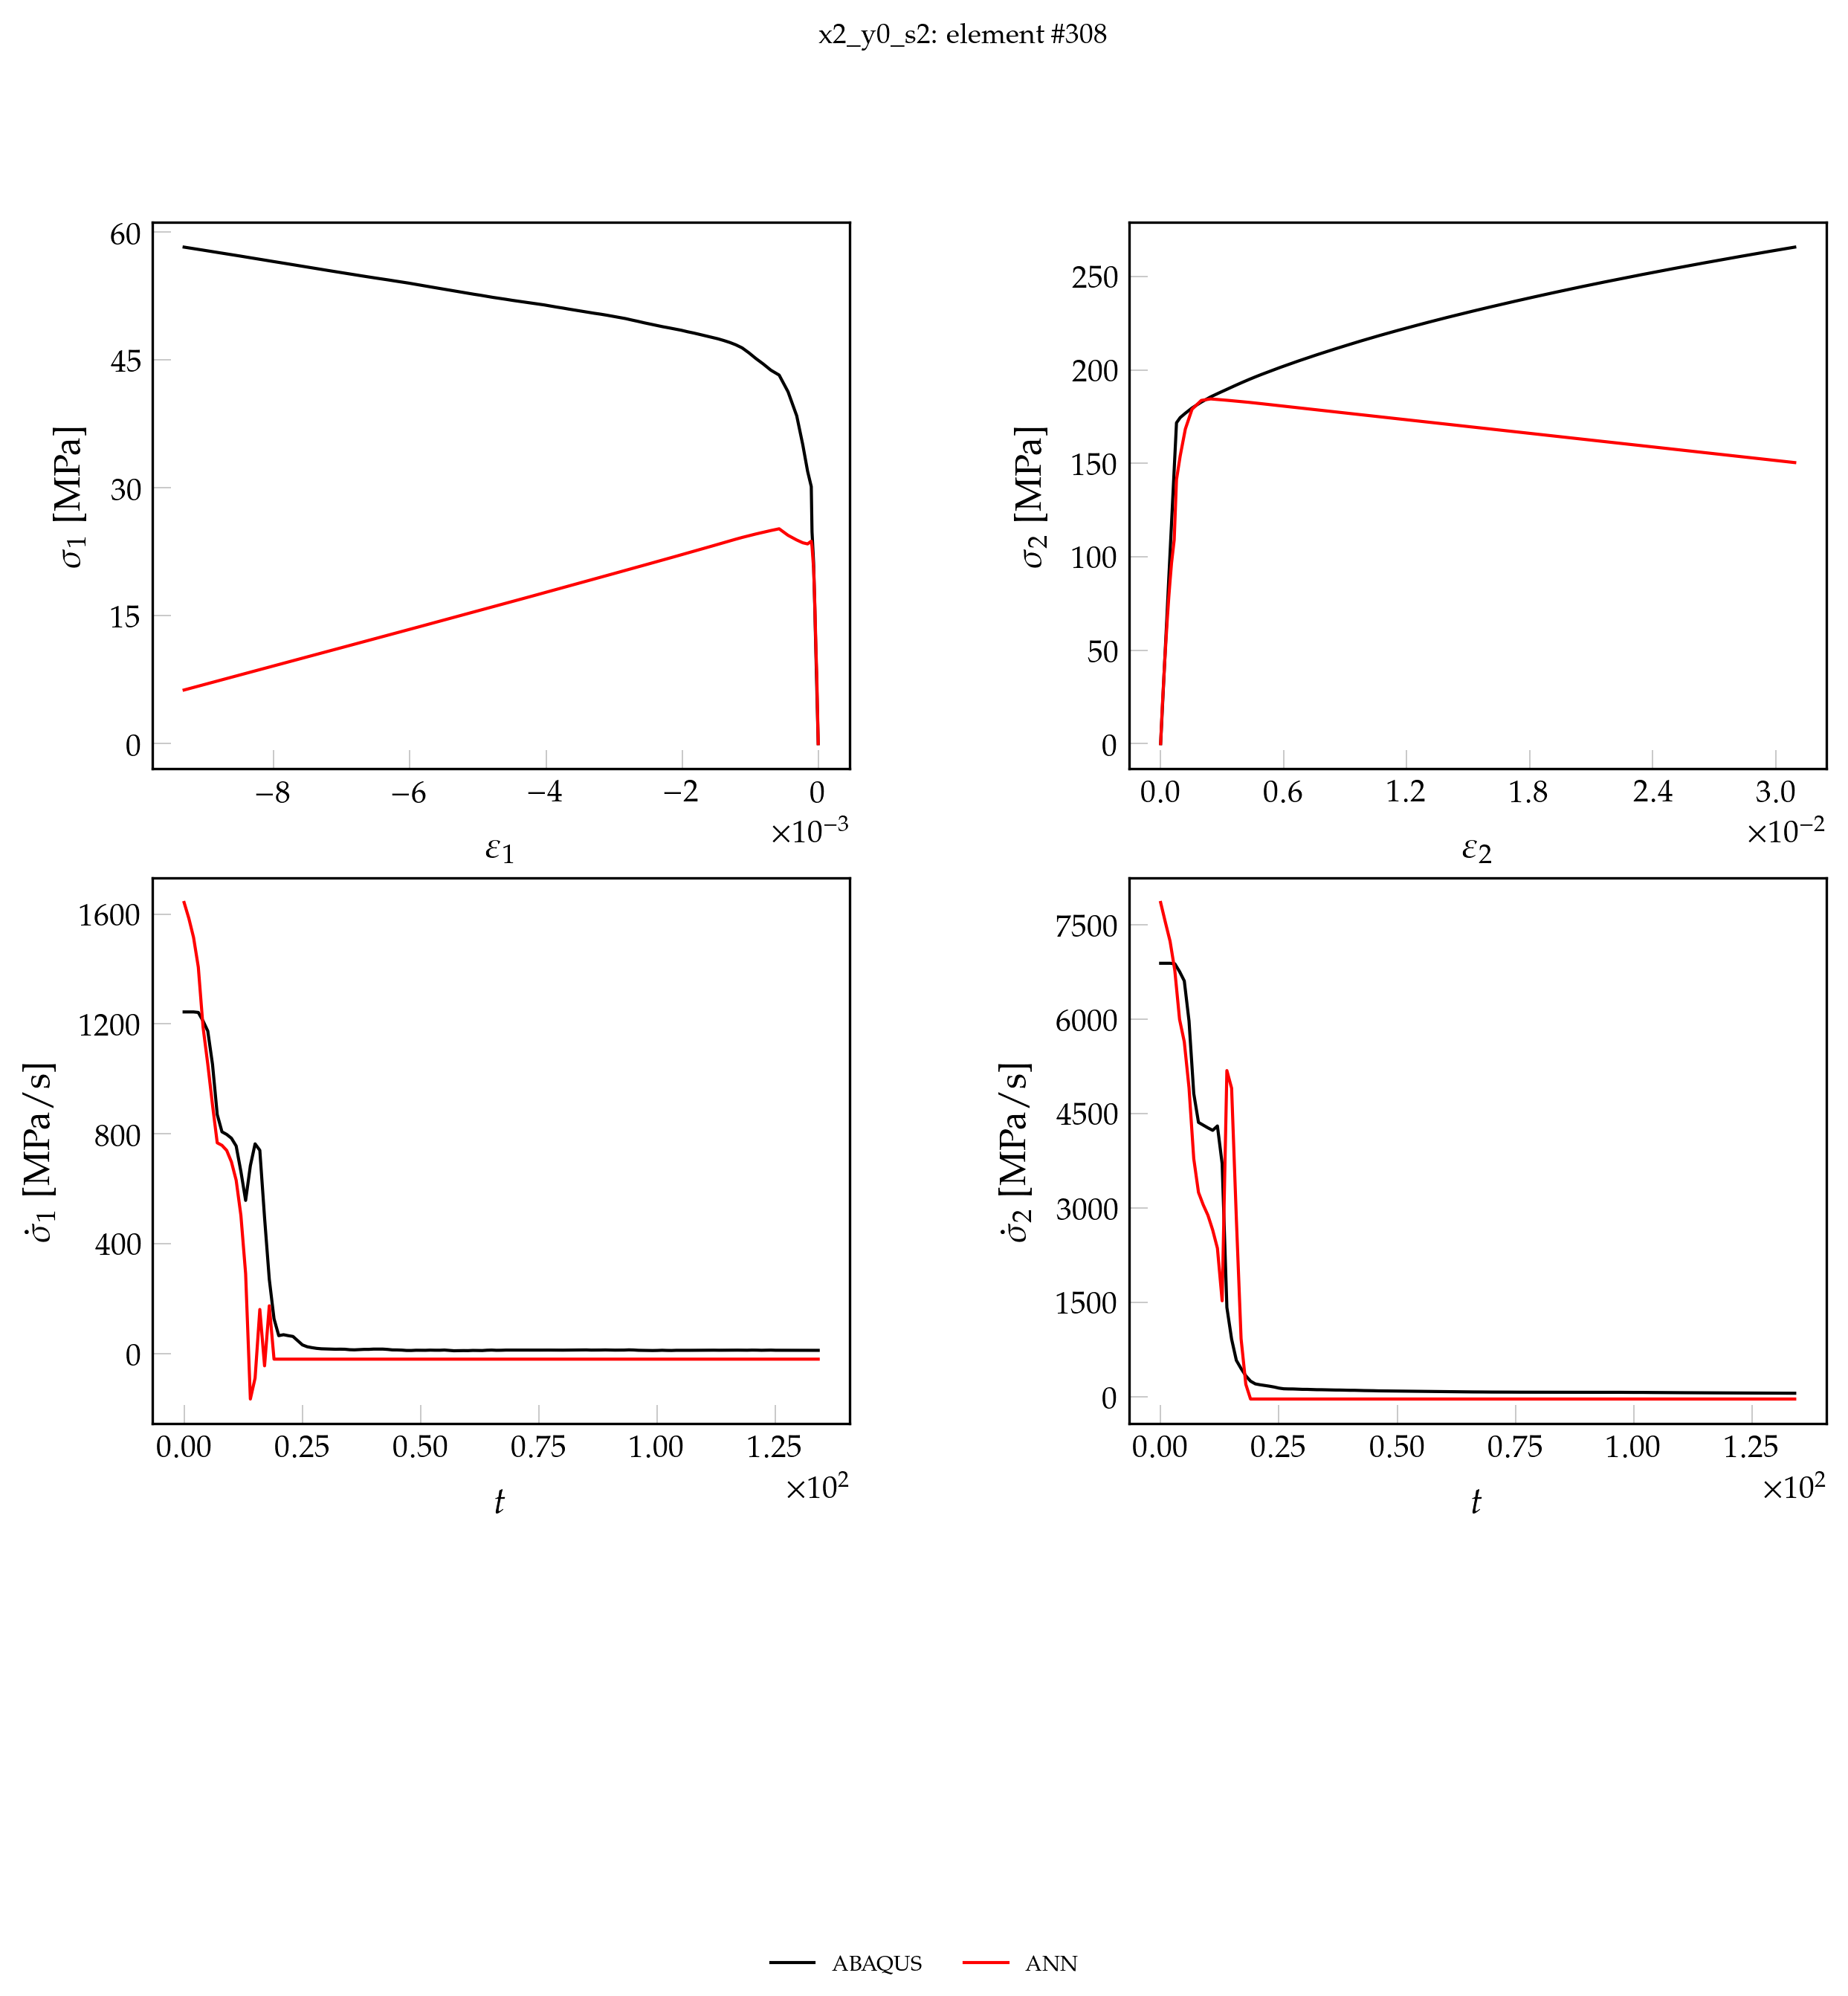 x2_y0_s2: element #308
60
45
30
15
0
σ1 [MPa]
−8 −6 −4 −2 0
×10−3
ε1
250
200
150
100
50
0
σ2 [MPa]
0.0 0.6 1.2 1.8 2.4 3.0
×10−2
ε2
1600
1200
800
400
0
σ̇1 [MPa/s]
0.00 0.25 0.50 0.75 1.00 1.25
×102
t
7500
6000
4500
3000
1500
0
σ̇2 [MPa/s]
0.00 0.25 0.50 0.75 1.00 1.25
×102
t
ABAQUS ANN